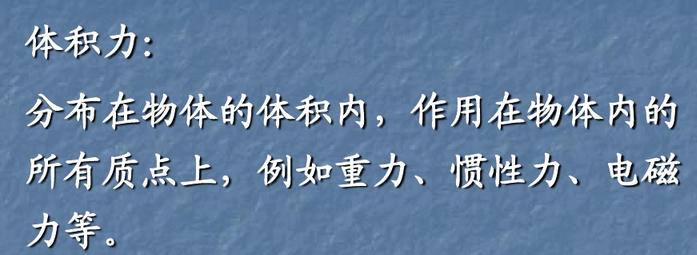 体积力：
分布在物体的体积内，作用在物体内的
所有质点上，例如重力、惯性力、电磁
力等。